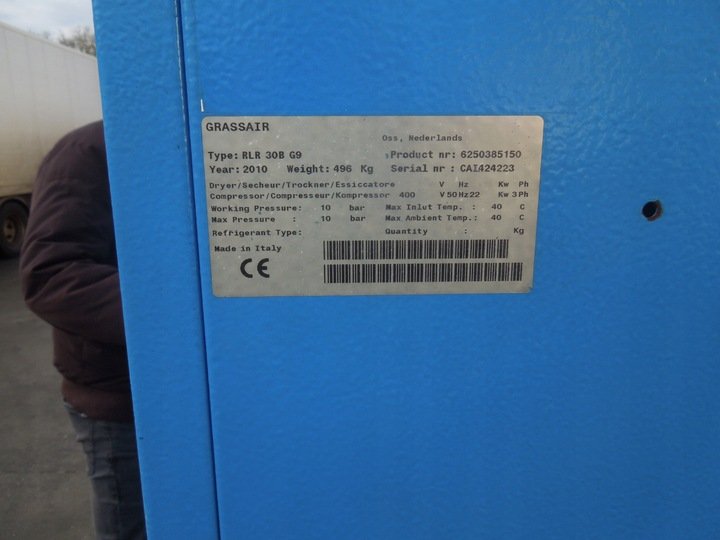 GRASSAIR
Oss, Nederlands
Type: RLR 30B G9 Product nr: 6250385150
Year: 2010 Weight: 496 Kg Serial nr : CAI424223
Dryer/Secheur/Trockner/Essiccatore V Hz Kw Ph
Compressor/Compresseur/Kompressor 400 V 50 Hz 22 Kw 3 Ph
Working Pressure: 10 bar Max Inlut Temp. : 40 C
Max Pressure : 10 bar Max Ambient Temp.: 40 C
Refrigerant Type: Quantity : Kg
Made in Italy
CE